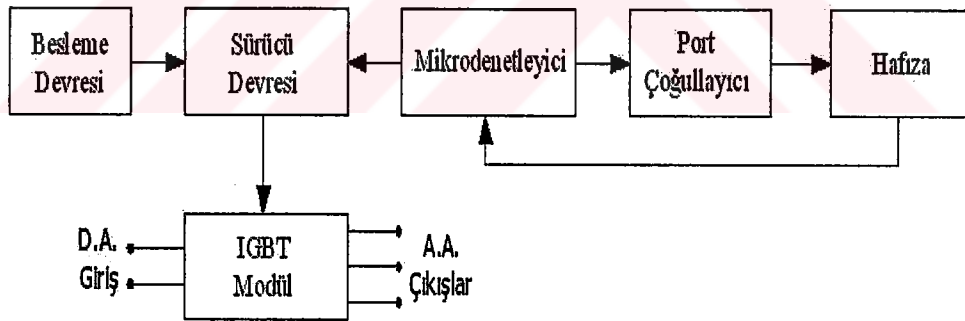 Besleme
Devresi
Sürücü
Devresi
Mikrodenetleyici
Port
Çoğullayıcı
Hafıza
D.A.
Giriş
IGBT
Modül
A.A.
Çıkışlar